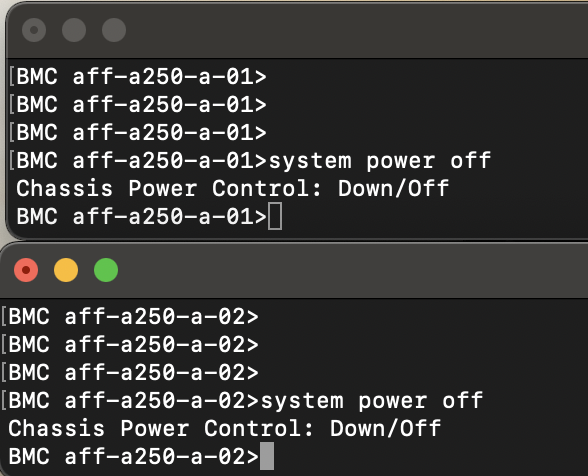 [BMC aff-a250-a-01>
[BMC aff-a250-a-01>
[BMC aff-a250-a-01>
[BMC aff-a250-a-01>system power off
Chassis Power Control: Down/Off
BMC aff-a250-a-01>
[BMC aff-a250-a-02>
[BMC aff-a250-a-02>
[BMC aff-a250-a-02>
[BMC aff-a250-a-02>system power off
Chassis Power Control: Down/Off
BMC aff-a250-a-02>